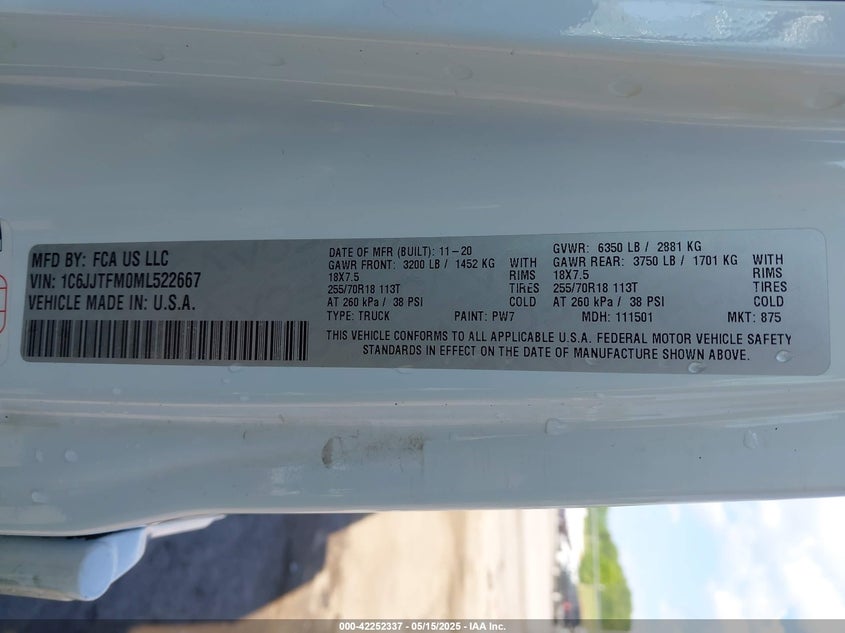 MFD BY: FCA US LLC
VIN: 1C6JJTFM0ML522667
VEHICLE MADE IN U.S.A.
DATE OF MFR (BUILT): 11-20
GAWR FRONT: 3200 LB / 1452 KG WITH
18X7.5 RIMS
255/70R18 113T TIRES
AT 260 kPa / 38 PSI COLD
TYPE: TRUCK PAINT: PW7
GVWR: 6350 LB / 2881 KG
GAWR REAR: 3750 LB / 1701 KG WITH
18X7.5 RIMS
255/70R18 113T TIRES
AT 260 kPa / 38 PSI COLD
MDH: 111501 MKT: 875
THIS VEHICLE CONFORMS TO ALL APPLICABLE U.S.A. FEDERAL MOTOR VEHICLE SAFETY
STANDARDS IN EFFECT ON THE DATE OF MANUFACTURE SHOWN ABOVE.
000-42252337 - 05/15/2025 - IAA Inc.